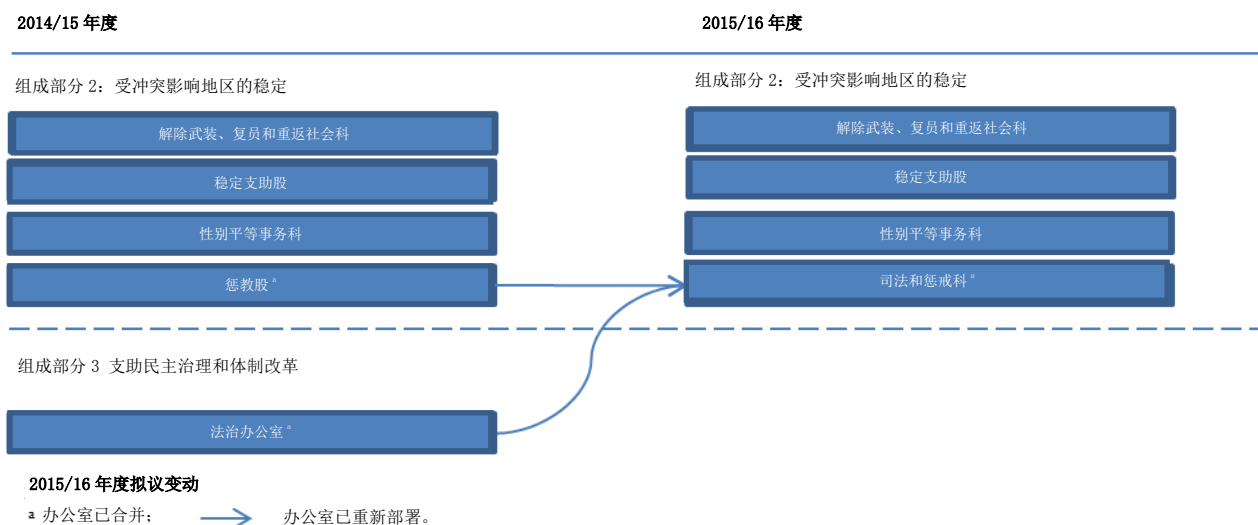 2014/15 年度
2015/16 年度
组成部分 2：受冲突影响地区的稳定
组成部分 2：受冲突影响地区的稳定
解除武装、复员和重返社会科
解除武装、复员和重返社会科
稳定支助股
稳定支助股
性别平等事务科
性别平等事务科
惩教股 a
司法和惩戒科 a
组成部分 3 支助民主治理和体制改革
法治办公室 a
2015/16 年度拟议变动
a 办公室已合并； 办公室已重新部署。